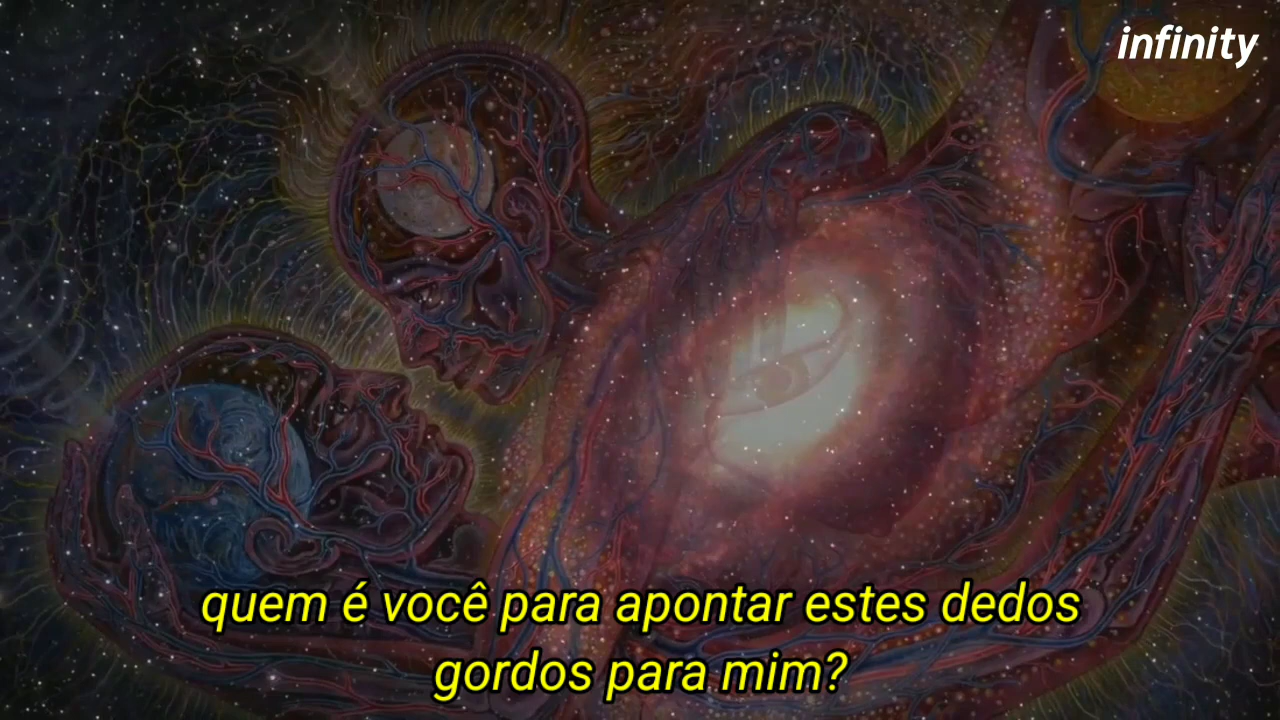 infinity
quem é você para apontar estes dedos
gordos para mim?